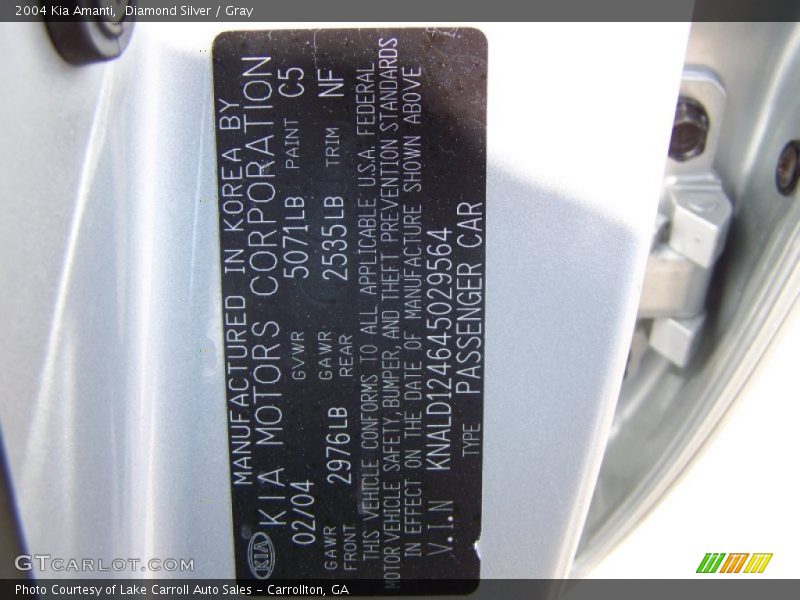 2004 Kia Amanti, Diamond Silver / Gray
MANUFACTURED IN KOREA BY
KIA KIA MOTORS CORPORATION
02/04 GVWR 5071LB PAINT C5
GAWR FRONT 2976LB GAWR REAR 2535LB TRIM NF
THIS VEHICLE CONFORMS TO ALL APPLICABLE U.S.A. FEDERAL
MOTOR VEHICLE SAFETY, BUMPER, AND THEFT PREVENTION STANDARDS
IN EFFECT ON THE DATE OF MANUFACTURE SHOWN ABOVE
V.I.N KNALD124645029564
TYPE PASSENGER CAR
GTCARLOT.COM
Photo Courtesy of Lake Carroll Auto Sales - Carrollton, GA